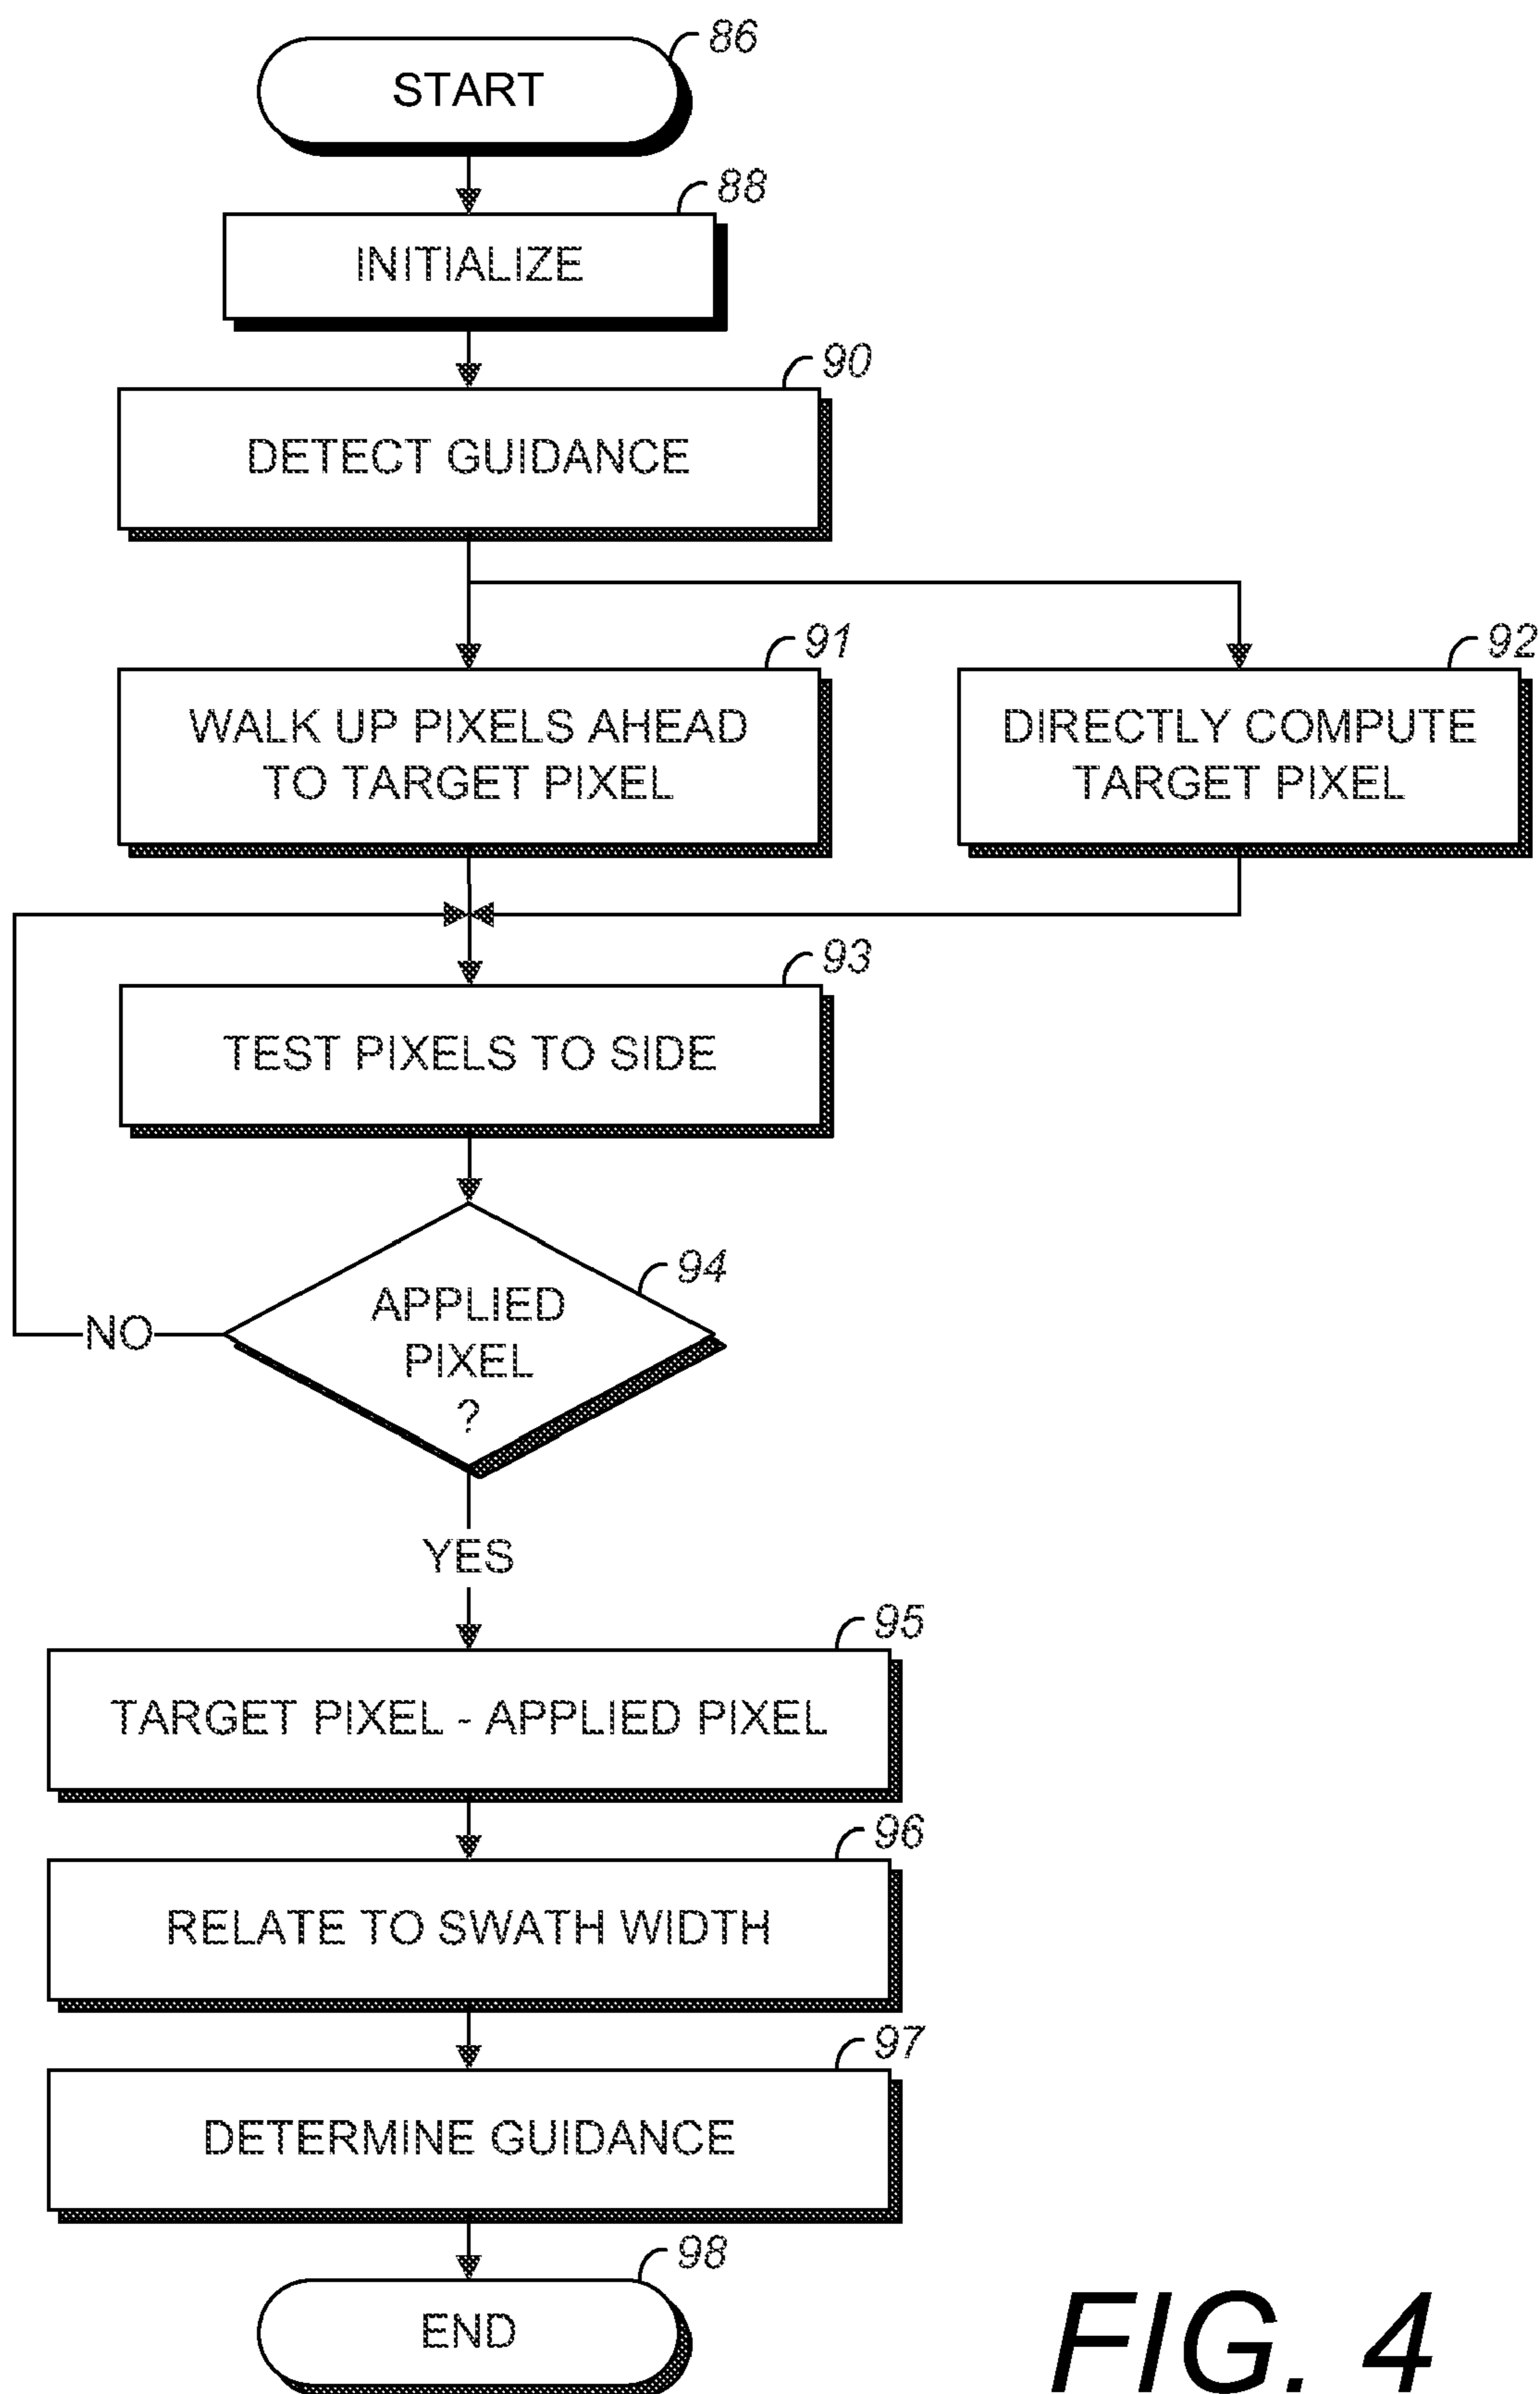 86
START
88
INITIALIZE
90
DETECT GUIDANCE
91
WALK UP PIXELS AHEAD
TO TARGET PIXEL
92
DIRECTLY COMPUTE
TARGET PIXEL
93
TEST PIXELS TO SIDE
94
APPLIED
PIXEL
?
NO
YES
95
TARGET PIXEL - APPLIED PIXEL
96
RELATE TO SWATH WIDTH
97
DETERMINE GUIDANCE
98
END
FIG. 4